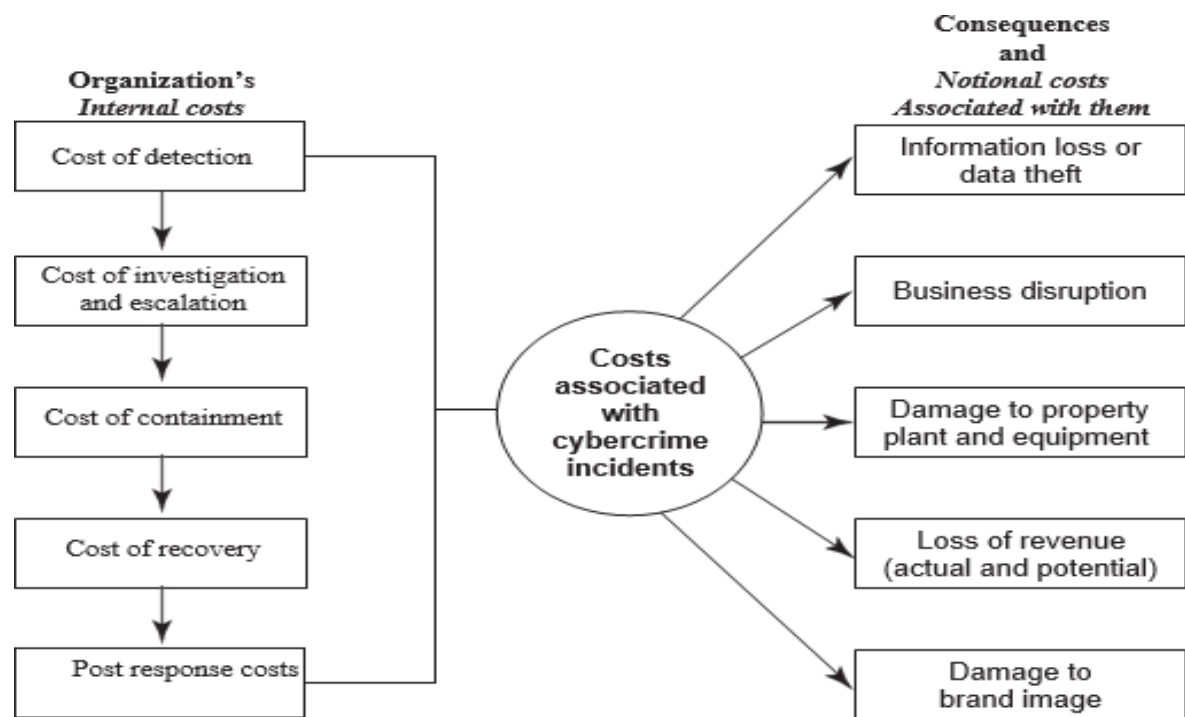 Organization's
Internal costs
Cost of detection
Cost of investigation
and escalation
Cost of containment
Cost of recovery
Post response costs
Costs
associated
with
cybercrime
incidents
Consequences
and
Notional costs
Associated with them
Information loss or
data theft
Business disruption
Damage to property
plant and equipment
Loss of revenue
(actual and potential)
Damage to
brand image